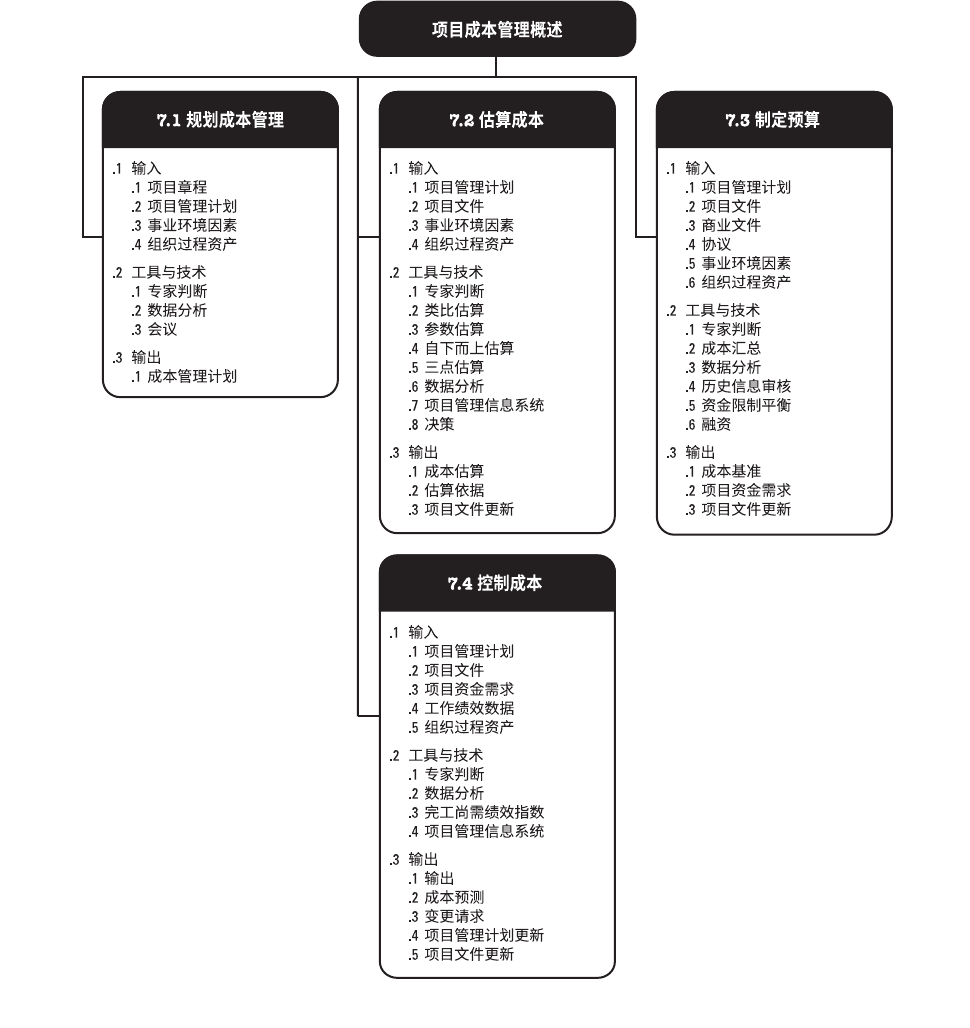 项目成本管理概述
7.1 规划成本管理
.1 输入
.1 项目章程
.2 项目管理计划
.3 事业环境因素
.4 组织过程资产
.2 工具与技术
.1 专家判断
.2 数据分析
.3 会议
.3 输出
.1 成本管理计划
7.2 估算成本
.1 输入
.1 项目管理计划
.2 项目文件
.3 事业环境因素
.4 组织过程资产
.2 工具与技术
.1 专家判断
.2 类比估算
.3 参数估算
.4 自下而上估算
.5 三点估算
.6 数据分析
.7 项目管理信息系统
.8 决策
.3 输出
.1 成本估算
.2 估算依据
.3 项目文件更新
7.3 制定预算
.1 输入
.1 项目管理计划
.2 项目文件
.3 商业文件
.4 协议
.5 事业环境因素
.6 组织过程资产
.2 工具与技术
.1 专家判断
.2 成本汇总
.3 数据分析
.4 历史信息审核
.5 资金限制平衡
.6 融资
.3 输出
.1 成本基准
.2 项目资金需求
.3 项目文件更新
7.4 控制成本
.1 输入
.1 项目管理计划
.2 项目文件
.3 项目资金需求
.4 工作绩效数据
.5 组织过程资产
.2 工具与技术
.1 专家判断
.2 数据分析
.3 完工尚需绩效指数
.4 项目管理信息系统
.3 输出
.1 输出
.2 成本预测
.3 变更请求
.4 项目管理计划更新
.5 项目文件更新